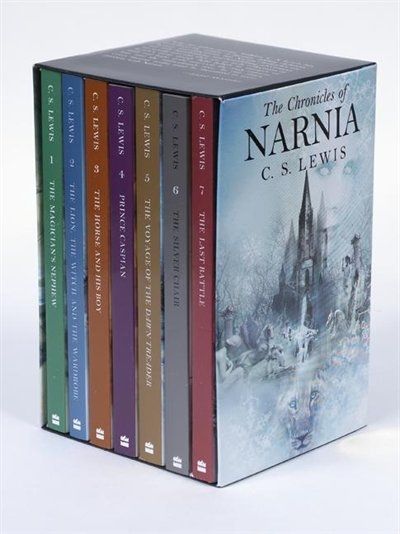 C. S. LEWIS 1 THE MAGICIAN'S NEPHEW
C. S. LEWIS 2 THE LION, THE WITCH AND THE WARDROBE
C. S. LEWIS 3 THE HORSE AND HIS BOY
C. S. LEWIS 4 PRINCE CASPIAN
C. S. LEWIS 5 THE VOYAGE OF THE DAWN TREADER
C. S. LEWIS 6 THE SILVER CHAIR
C. S. LEWIS 7 THE LAST BATTLE
The Chronicles of
NARNIA
C. S. LEWIS